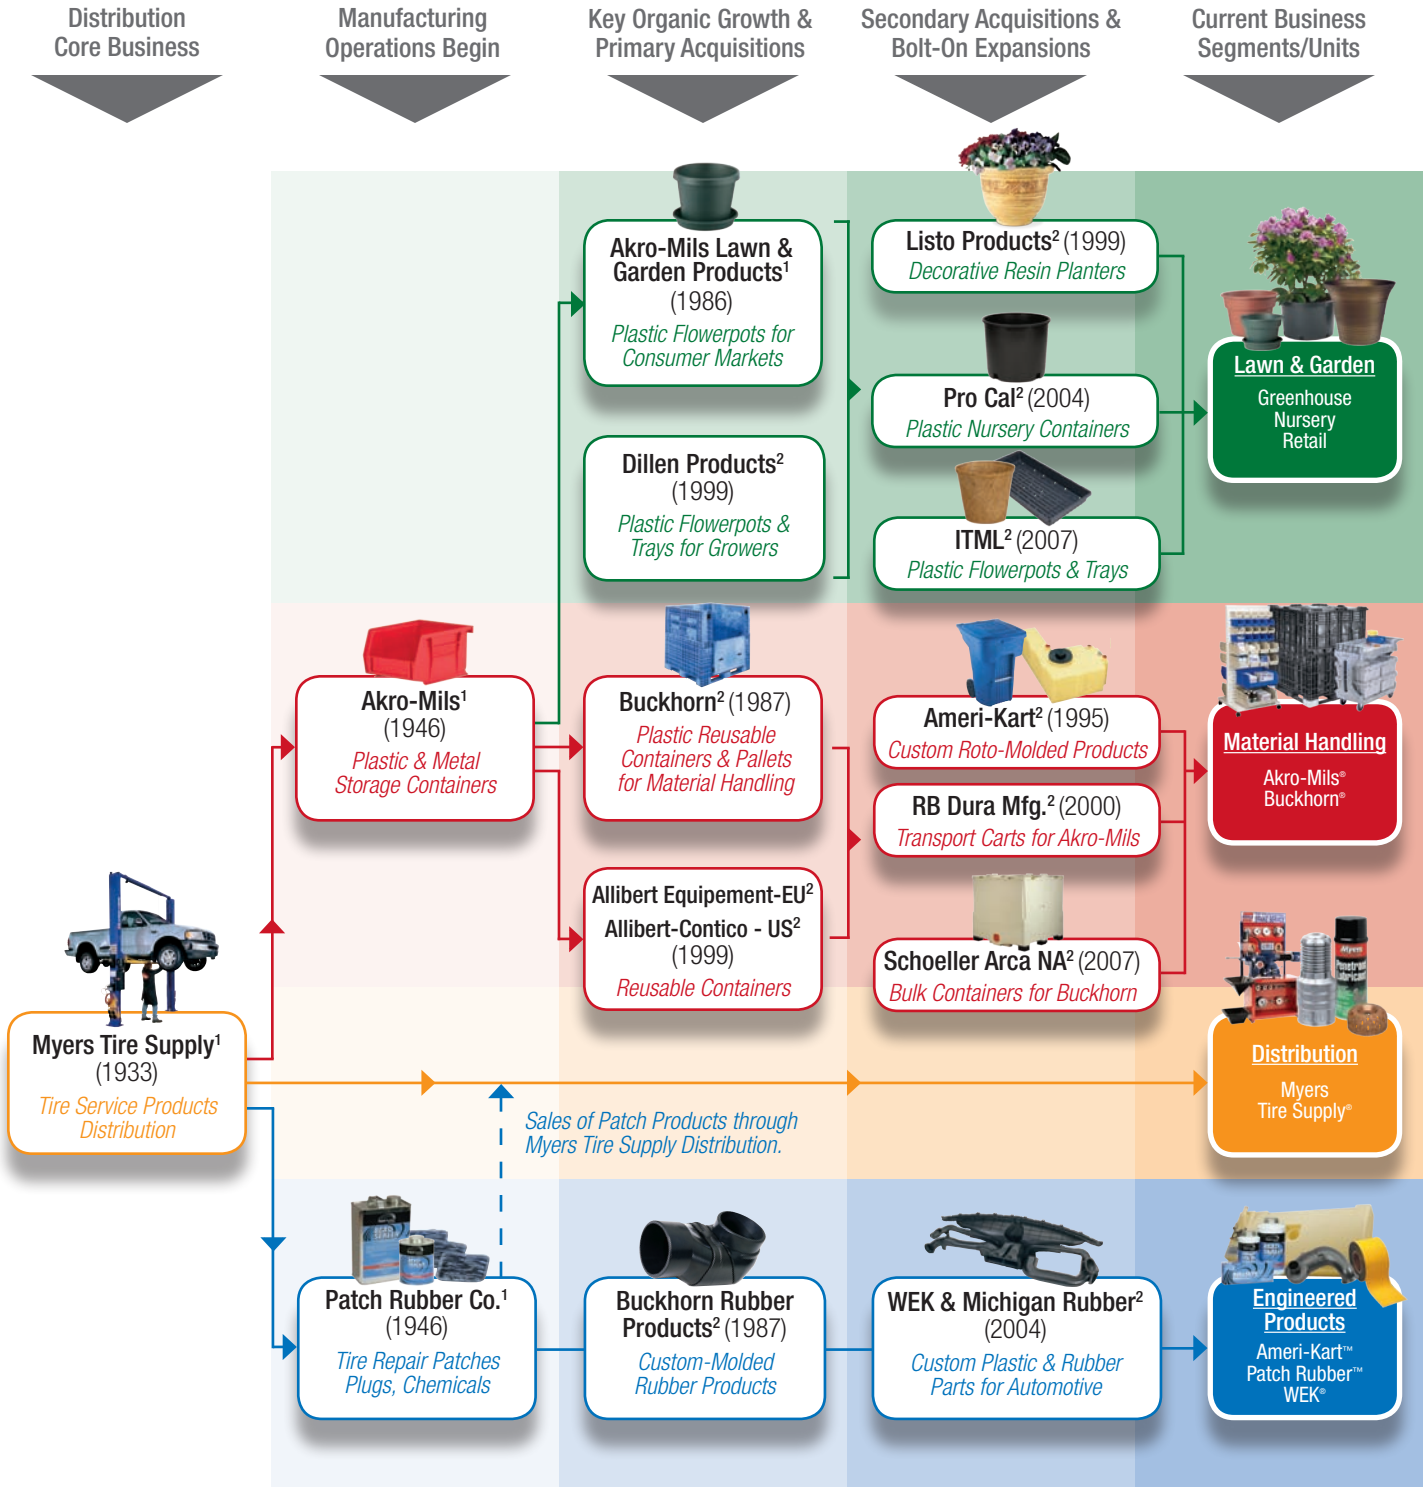 Distribution
Core Business
Manufacturing
Operations Begin
Key Organic Growth &
Primary Acquisitions
Secondary Acquisitions &
Bolt-On Expansions
Current Business
Segments/Units
Akro-Mils Lawn &
Garden Products¹
(1986)
Plastic Flowerpots for
Consumer Markets
Dillen Products²
(1999)
Plastic Flowerpots &
Trays for Growers
Listo Products² (1999)
Decorative Resin Planters
Pro Cal² (2004)
Plastic Nursery Containers
ITML² (2007)
Plastic Flowerpots & Trays
Lawn & Garden
Greenhouse
Nursery
Retail
Akro-Mils¹
(1946)
Plastic & Metal
Storage Containers
Buckhorn² (1987)
Plastic Reusable
Containers & Pallets
for Material Handling
Allibert Equipement-EU²
Allibert-Contico - US²
(1999)
Reusable Containers
Ameri-Kart² (1995)
Custom Roto-Molded Products
RB Dura Mfg.² (2000)
Transport Carts for Akro-Mils
Schoeller Arca NA² (2007)
Bulk Containers for Buckhorn
Material Handling
Akro-Mils®
Buckhorn®
Myers Tire Supply¹
(1933)
Tire Service Products
Distribution
Sales of Patch Products through
Myers Tire Supply Distribution.
Myers
Distribution
Myers
Tire Supply®
Patch Rubber Co.¹
(1946)
Tire Repair Patches
Plugs, Chemicals
Buckhorn Rubber
Products² (1987)
Custom-Molded
Rubber Products
WEK & Michigan Rubber²
(2004)
Custom Plastic & Rubber
Parts for Automotive
Engineered
Products
Ameri-Kart™
Patch Rubber™
WEK®